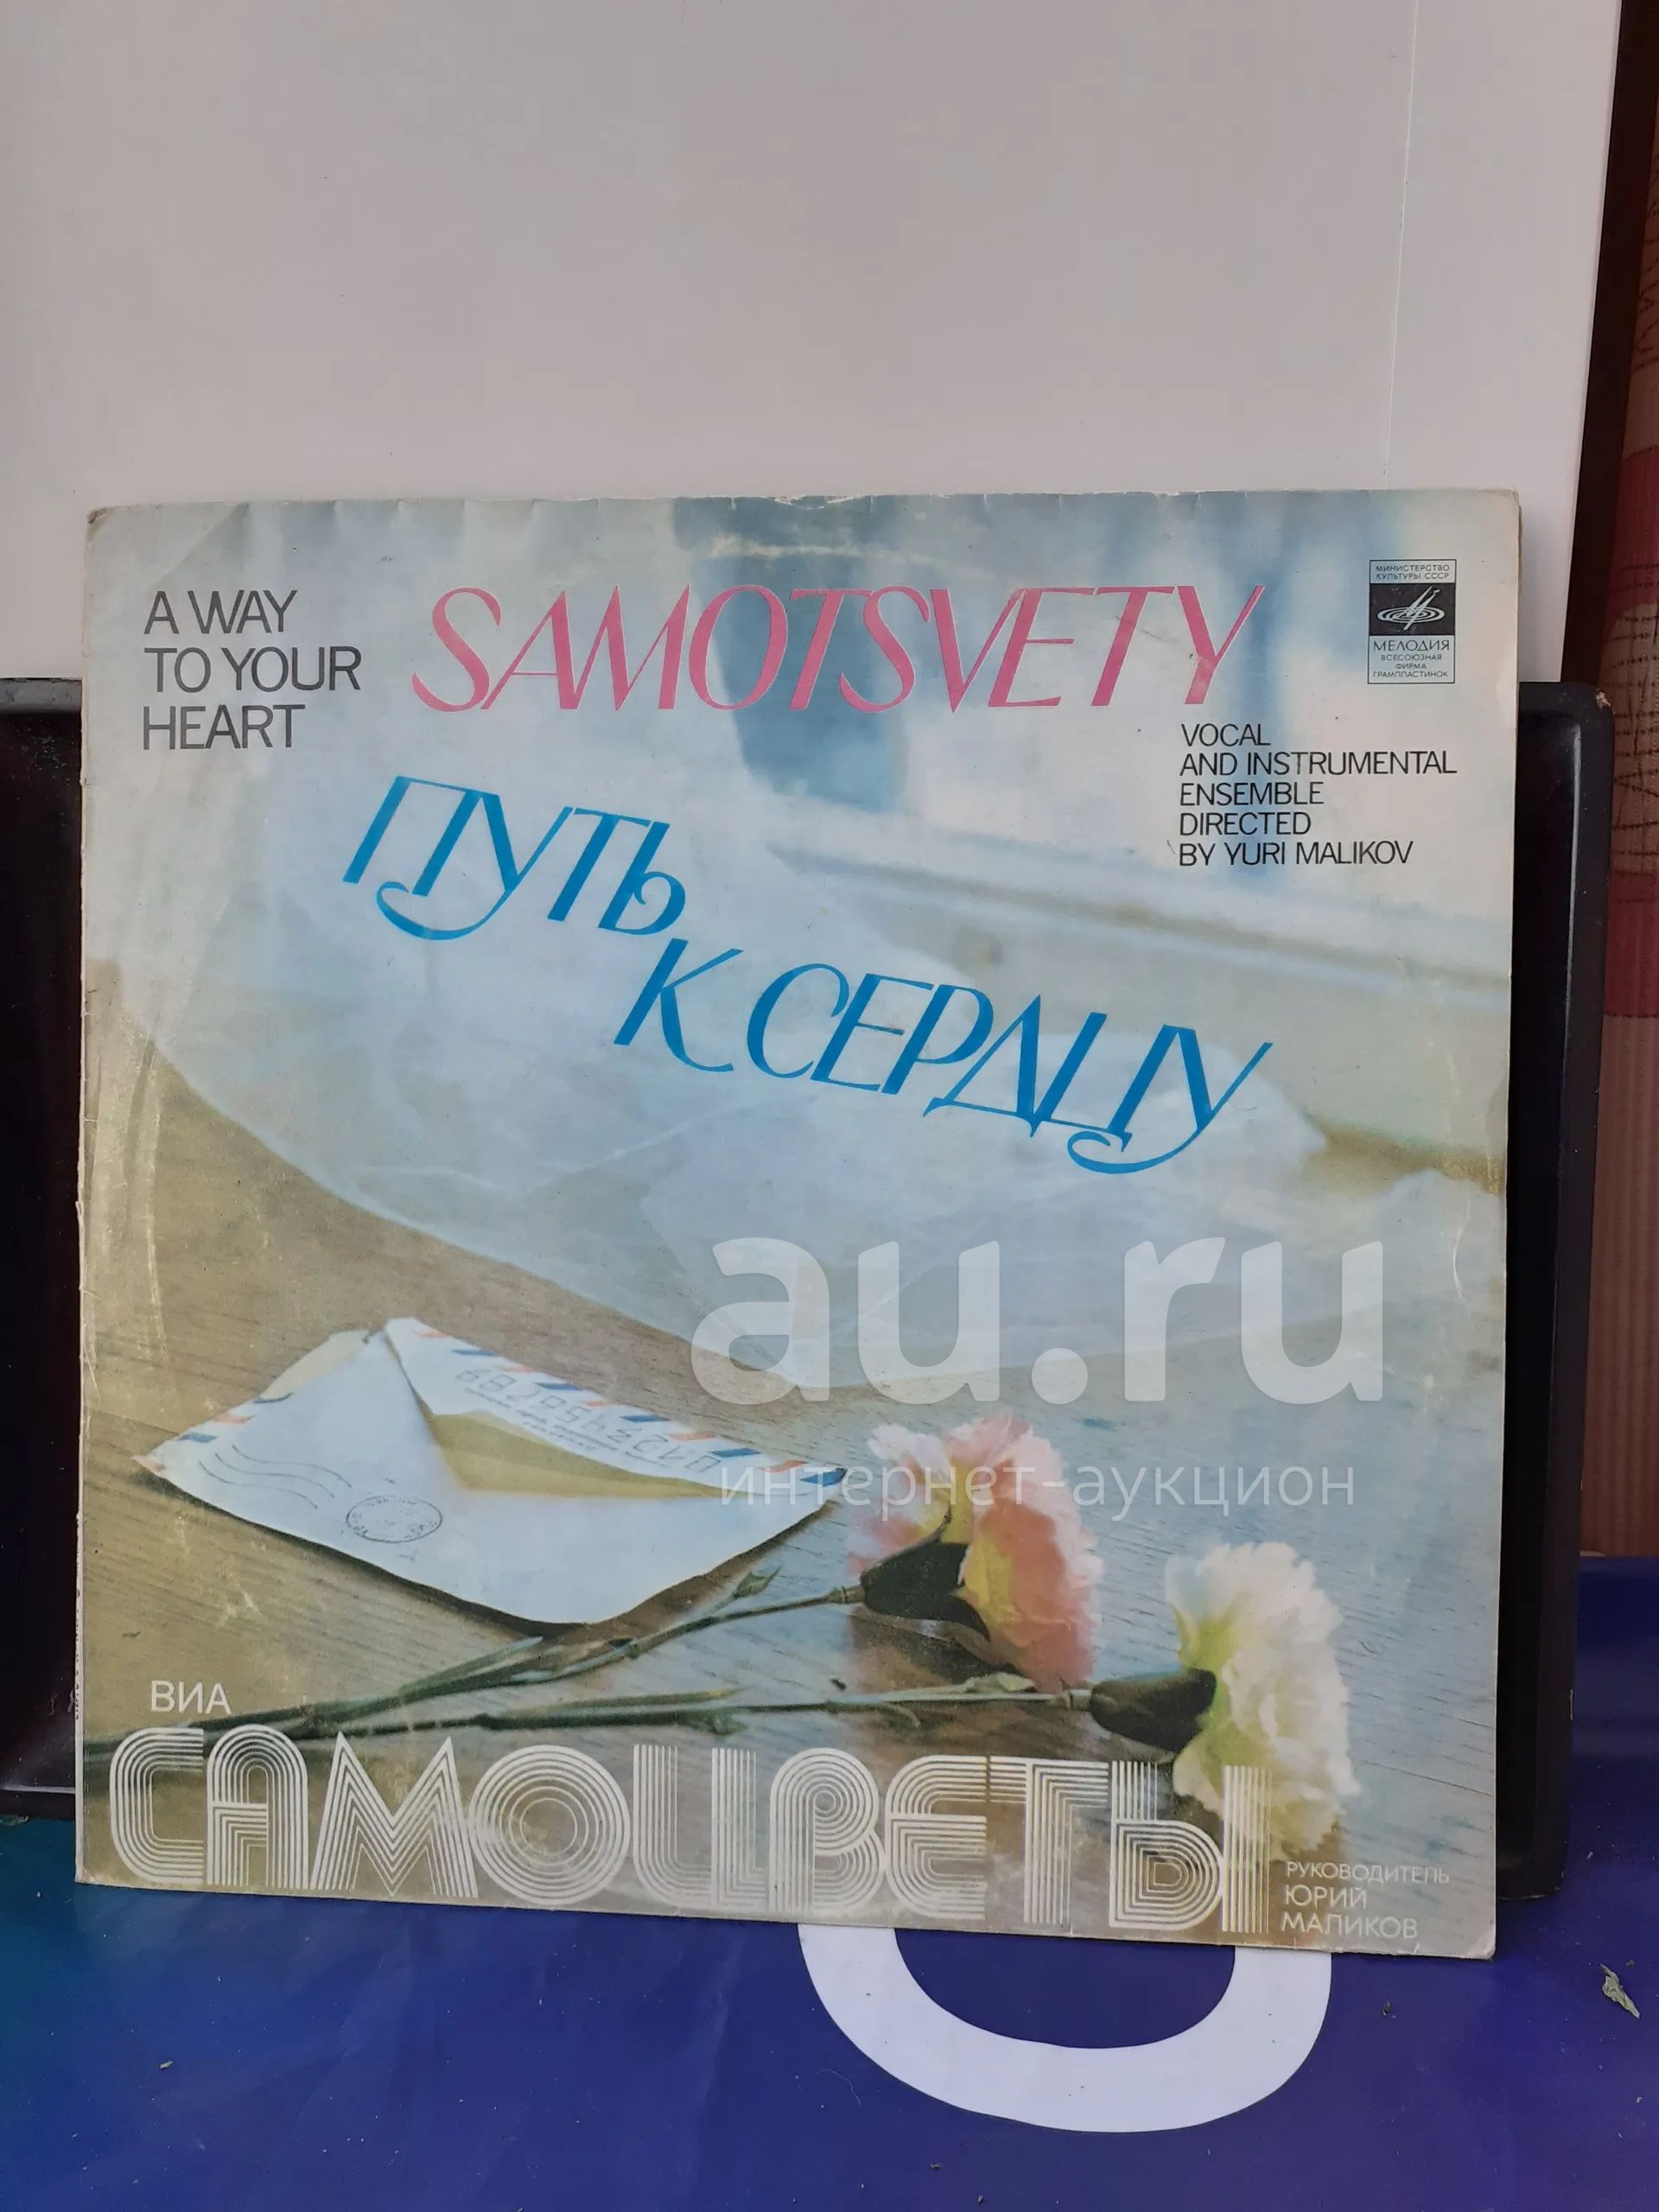 A WAY
TO YOUR
HEART
SAMOTSVETY
МИНИСТЕРСТВО
КУЛЬТУРЫ СССР
МЕЛОДИЯ
ВСЕСОЮЗНАЯ
ФИРМА
ГРАМПЛАСТИНОК
VOCAL
AND INSTRUMENTAL
ENSEMBLE
DIRECTED
BY YURI MALIKOV
ПУТЬ
К СЕРДЦУ
au.ru
интернет-аукцион
ВИА
САМОЦВЕТЫ
РУКОВОДИТЕЛЬ
ЮРИЙ
МАЛИКОВ